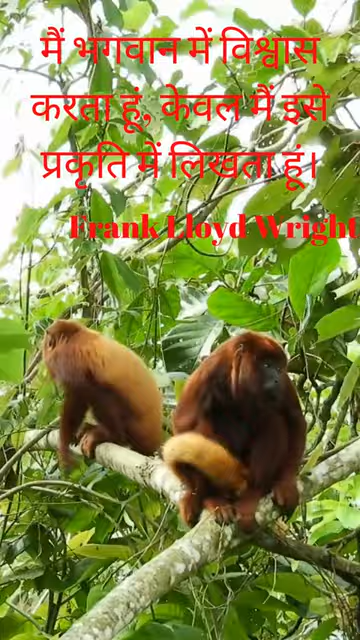 मैं भगवान में विश्वास
करता हूं, केवल मैं इसे
प्रकृति में लिखता हूं।
Frank Lloyd Wright